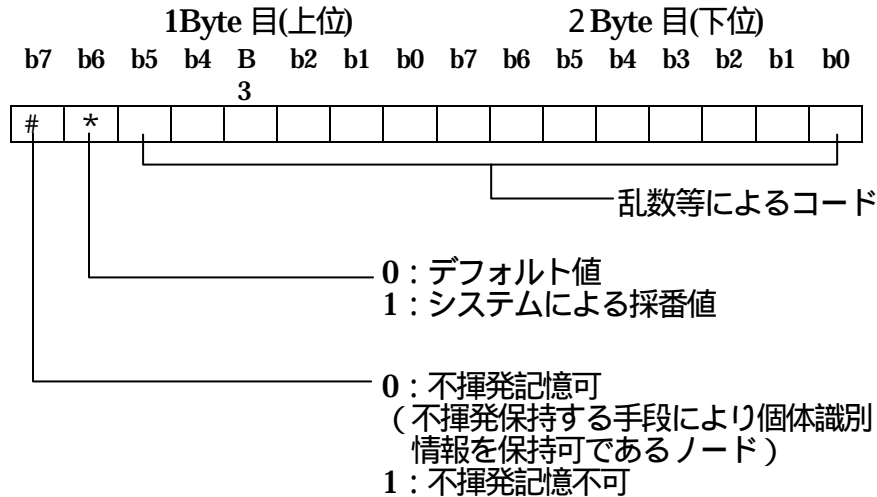 1Byte 目(上位) 2 Byte 目(下位)
b7 b6 b5 b4 B b2 b1 b0 b7 b6 b5 b4 b3 b2 b1 b0
3
# *
乱数等によるコード
0：デフォルト値
1：システムによる採番値
0：不揮発記憶可
（不揮発保持する手段により個体識別
情報を保持可であるノード）
1：不揮発記憶不可